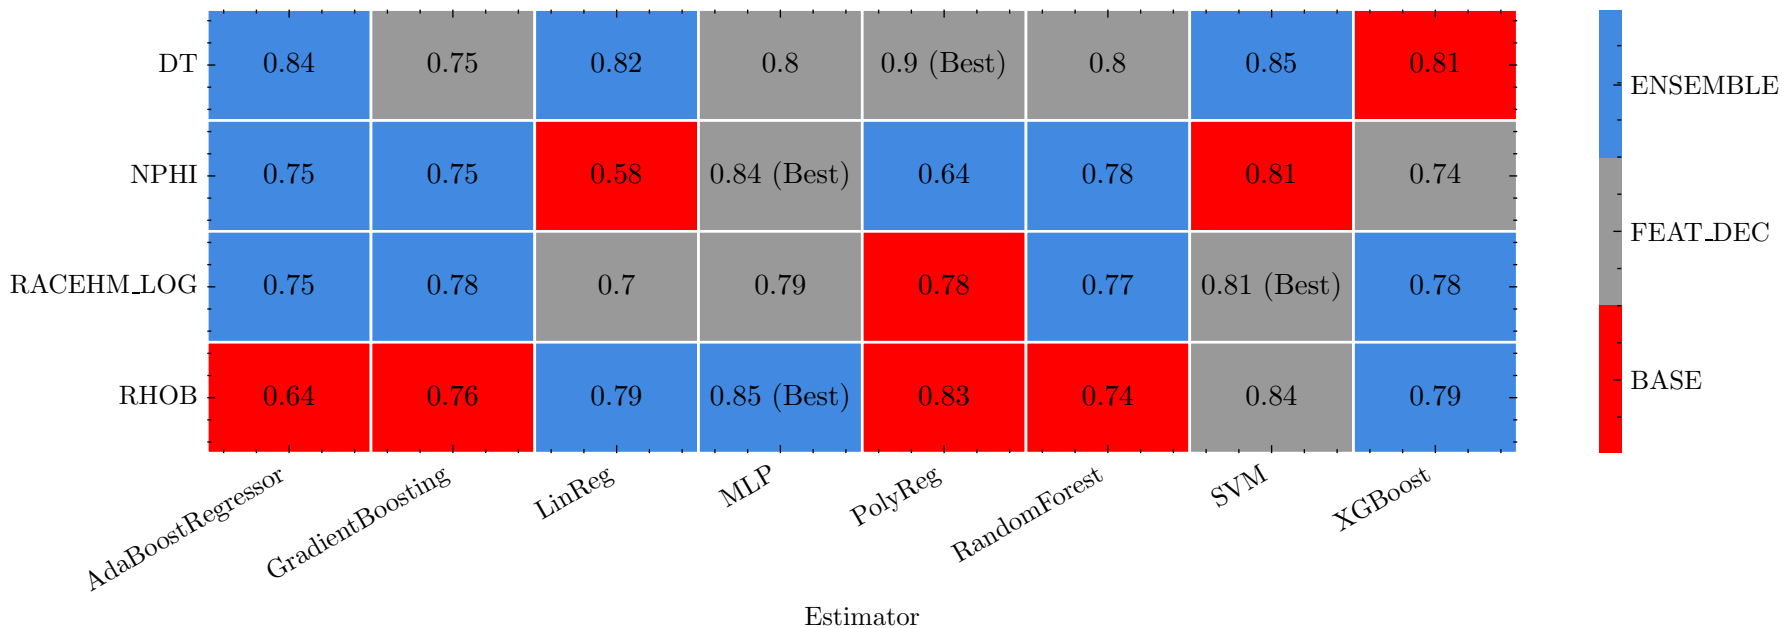 DT 0.84 0.75 0.82 0.8 0.9 (Best) 0.8 0.85 0.81
NPHI 0.75 0.75 0.58 0.84 (Best) 0.64 0.78 0.81 0.74
RACEHM_LOG 0.75 0.78 0.7 0.79 0.78 0.77 0.81 (Best) 0.78
RHOB 0.64 0.76 0.79 0.85 (Best) 0.83 0.74 0.84 0.79
AdaBoostRegressor GradientBoosting LinReg MLP PolyReg RandomForest SVM XGBoost
Estimator
ENSEMBLE
FEAT_DEC
BASE